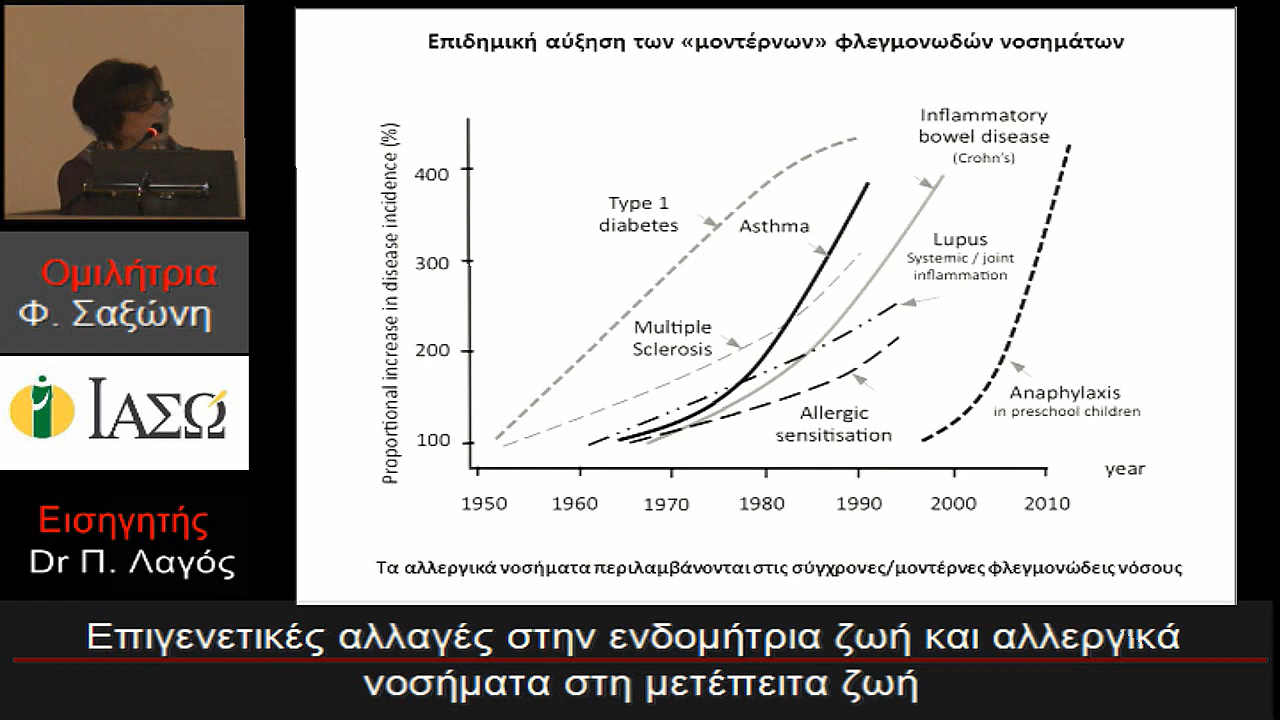 Επιδημική αύξηση των «μοντέρνων» φλεγμονωδών νοσημάτων
Proportional increase in disease incidence (%)
400
300
200
100
Type 1
diabetes
Asthma
Inflammatory
bowel disease
(Crohn's)
Lupus
Systemic / joint
inflammation
Multiple
Sclerosis
Allergic
sensitisation
Anaphylaxis
in preschool children
year
1950 1960 1970 1980 1990 2000 2010
Τα αλλεργικά νοσήματα περιλαμβάνονται στις σύγχρονες/μοντέρνες φλεγμονώδεις νόσους
Ομιλήτρια
Φ. Σαξώνη
ΙΑΣΩ
Εισηγητής
Dr Π. Λαγός
Επιγενετικές αλλαγές στην ενδομήτρια ζωή και αλλεργικά
νοσήματα στη μετέπειτα ζωή